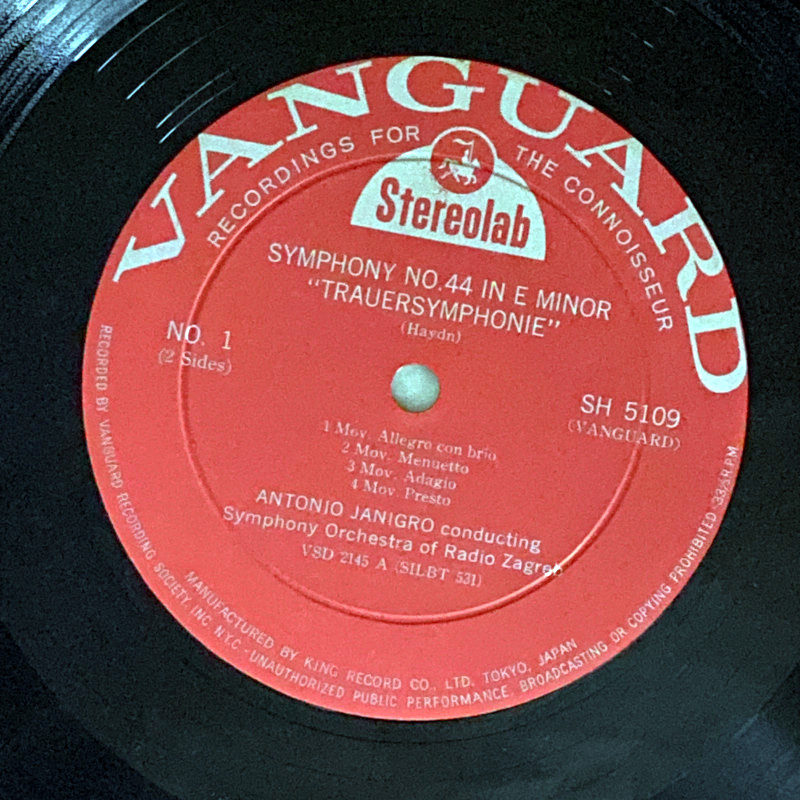 VANGUARD
RECORDINGS FOR THE CONNOISSEUR
Stereolab
SYMPHONY NO.44 IN E MINOR
"TRAUERSYMPHONIE"
(Haydn)
NO. 1
(2 Sides)
SH 5109
(VANGUARD)
1 Mov. Allegro con brio
2 Mov. Menuetto
3 Mov. Adagio
4 Mov. Presto
ANTONIO JANIGRO conducting
Symphony Orchestra of Radio Zagreb
VSD 2145 A (SILBT 531)
MANUFACTURED BY KING RECORD CO., LTD. TOKYO, JAPAN
RECORDED BY VANGUARD RECORDING SOCIETY, INC. N.Y.C. - UNAUTHORIZED PUBLIC PERFORMANCE, BROADCASTING OR COPYING PROHIBITED 33⅓ R.P.M.